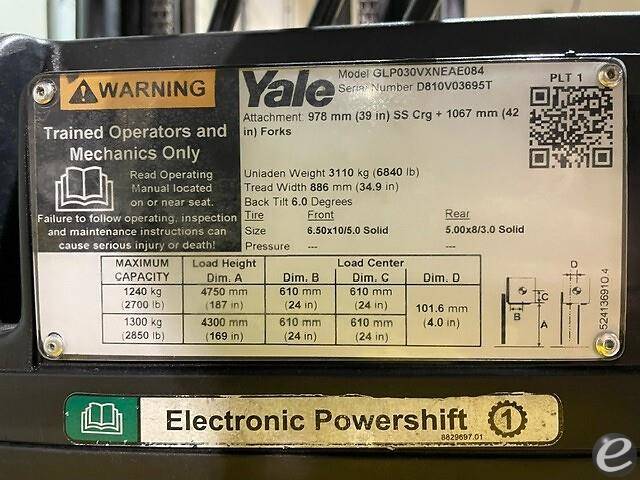 WARNING
Trained Operators and
Mechanics Only
Read Operating
Manual located
on or near seat.
Failure to follow operating, inspection
and maintenance instructions can
cause serious injury or death!
Yale
Model GLP030VXNEAE084
Serial Number D810V03695T
PLT 1
Attachment: 978 mm (39 in) SS Crg + 1067 mm (42
in) Forks
Unladen Weight 3110 kg (6840 lb)
Tread Width 886 mm (34.9 in)
Back Tilt 6.0 Degrees
Tire Front Rear
Size 6.50x10/5.0 Solid 5.00x8/3.0 Solid
Pressure --- ---
MAXIMUM Load Height Load Center
CAPACITY Dim. A Dim. B Dim. C Dim. D
1240 kg 4750 mm 610 mm 610 mm
(2700 lb) (187 in) (24 in) (24 in)
101.6 mm
(4.0 in)
1300 kg 4300 mm 610 mm 610 mm
(2850 lb) (169 in) (24 in) (24 in)
D
C
B
A
524136910 4
Electronic Powershift 1
8829697.01
e